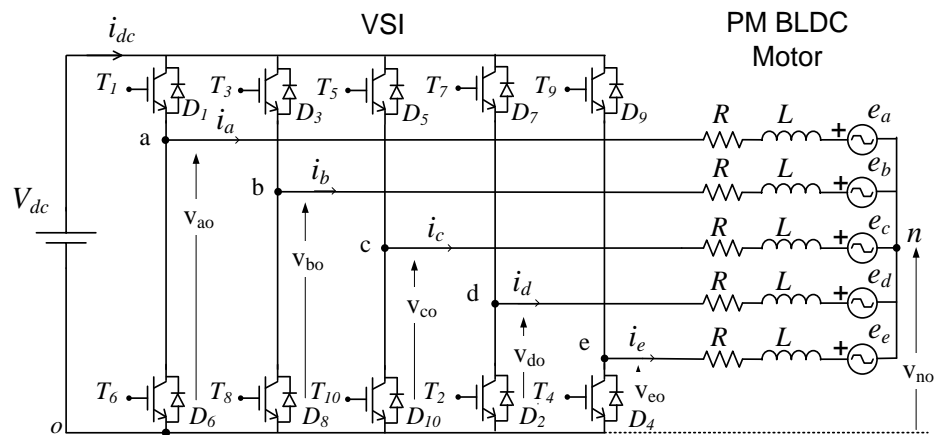 VSI
PM BLDC
Motor
i_dc
T_1 T_3 T_5 T_7 T_9
D_1 D_3 D_5 D_7 D_9
a i_a R L + e_a
b i_b R L + e_b
V_dc
v_ao
v_bo
c i_c R L + e_c n
v_co
d i_d R L + e_d
v_do
e i_e R L + e_e
v_eo
v_no
T_6 T_8 T_10 T_2 T_4
D_6 D_8 D_10 D_2 D_4
o